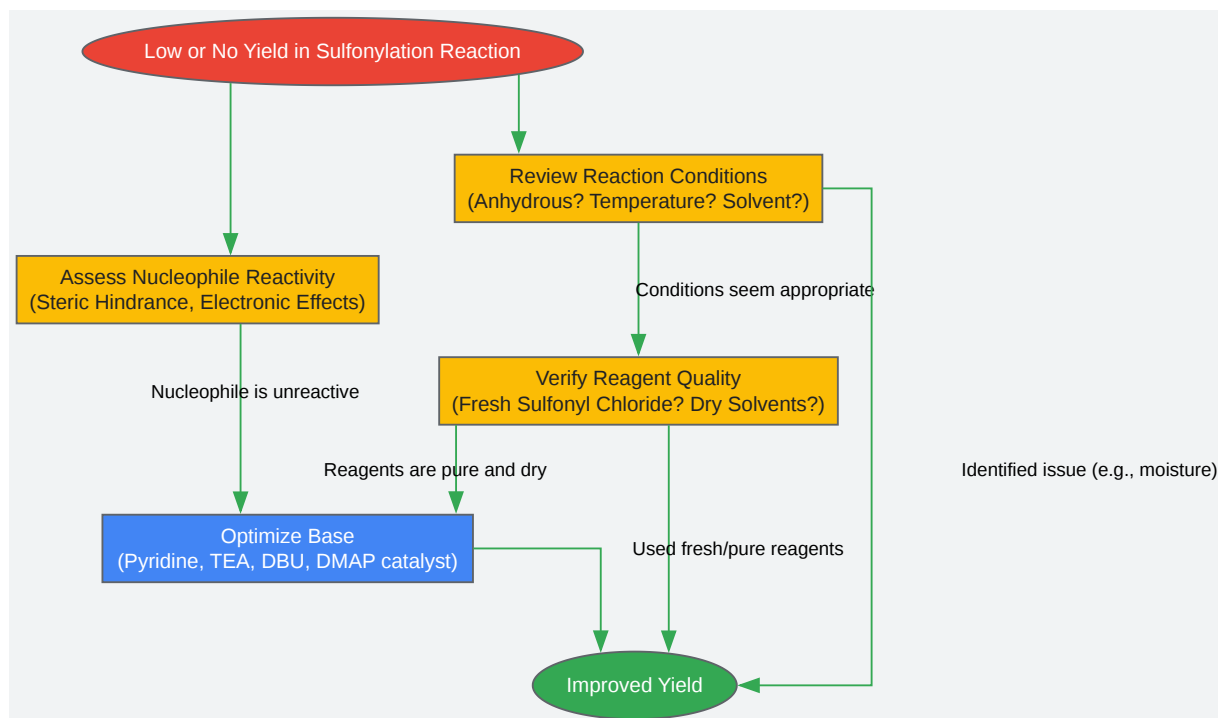 Low or No Yield in Sulfonylation Reaction
Review Reaction Conditions
(Anhydrous? Temperature? Solvent?)
Assess Nucleophile Reactivity
(Steric Hindrance, Electronic Effects)
Conditions seem appropriate
Verify Reagent Quality
(Fresh Sulfonyl Chloride? Dry Solvents?)
Nucleophile is unreactive
Reagents are pure and dry
Identified issue (e.g., moisture)
Optimize Base
(Pyridine, TEA, DBU, DMAP catalyst)
Used fresh/pure reagents
Improved Yield